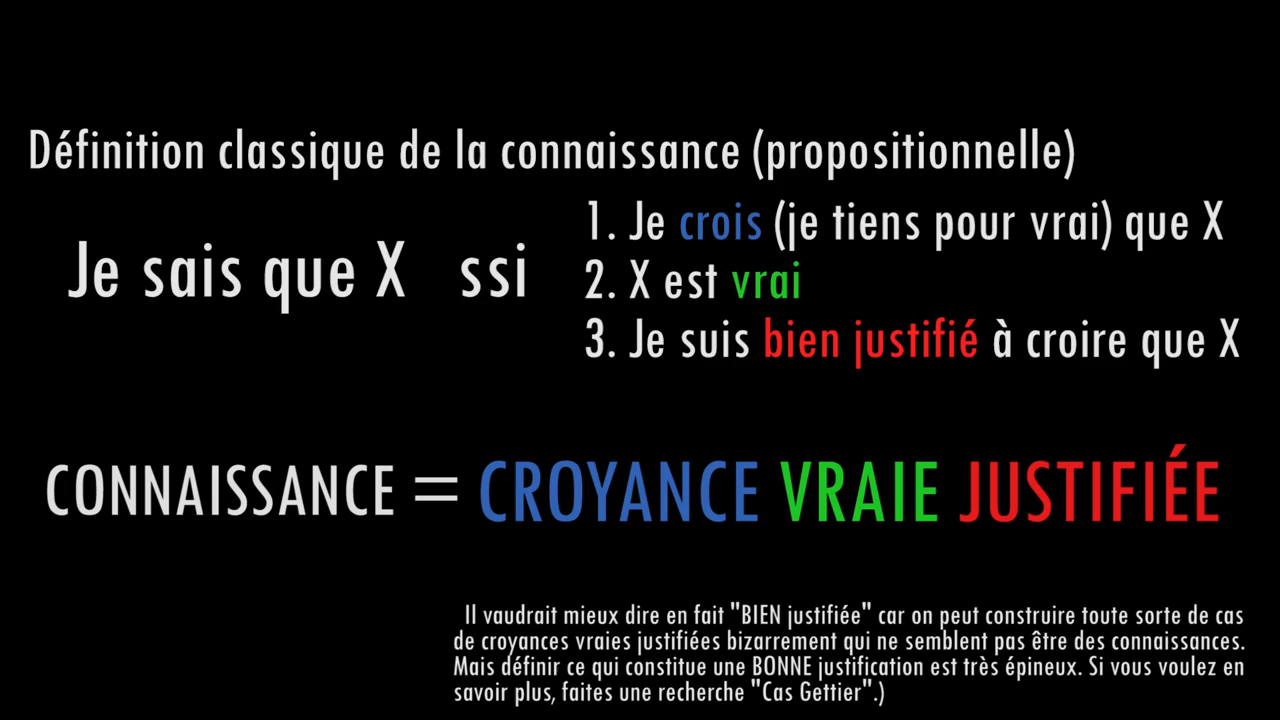 Définition classique de la connaissance (propositionnelle)
Je sais que X ssi
1. Je crois (je tiens pour vrai) que X
2. X est vrai
3. Je suis bien justifié à croire que X
CONNAISSANCE = CROYANCE VRAIE JUSTIFIÉE
Il vaudrait mieux dire en fait "BIEN justifiée" car on peut construire toute sorte de cas
de croyances vraies justifiées bizarrement qui ne semblent pas être des connaissances.
Mais définir ce qui constitue une BONNE justification est très épineux. Si vous voulez en
savoir plus, faites une recherche "Cas Gettier".)